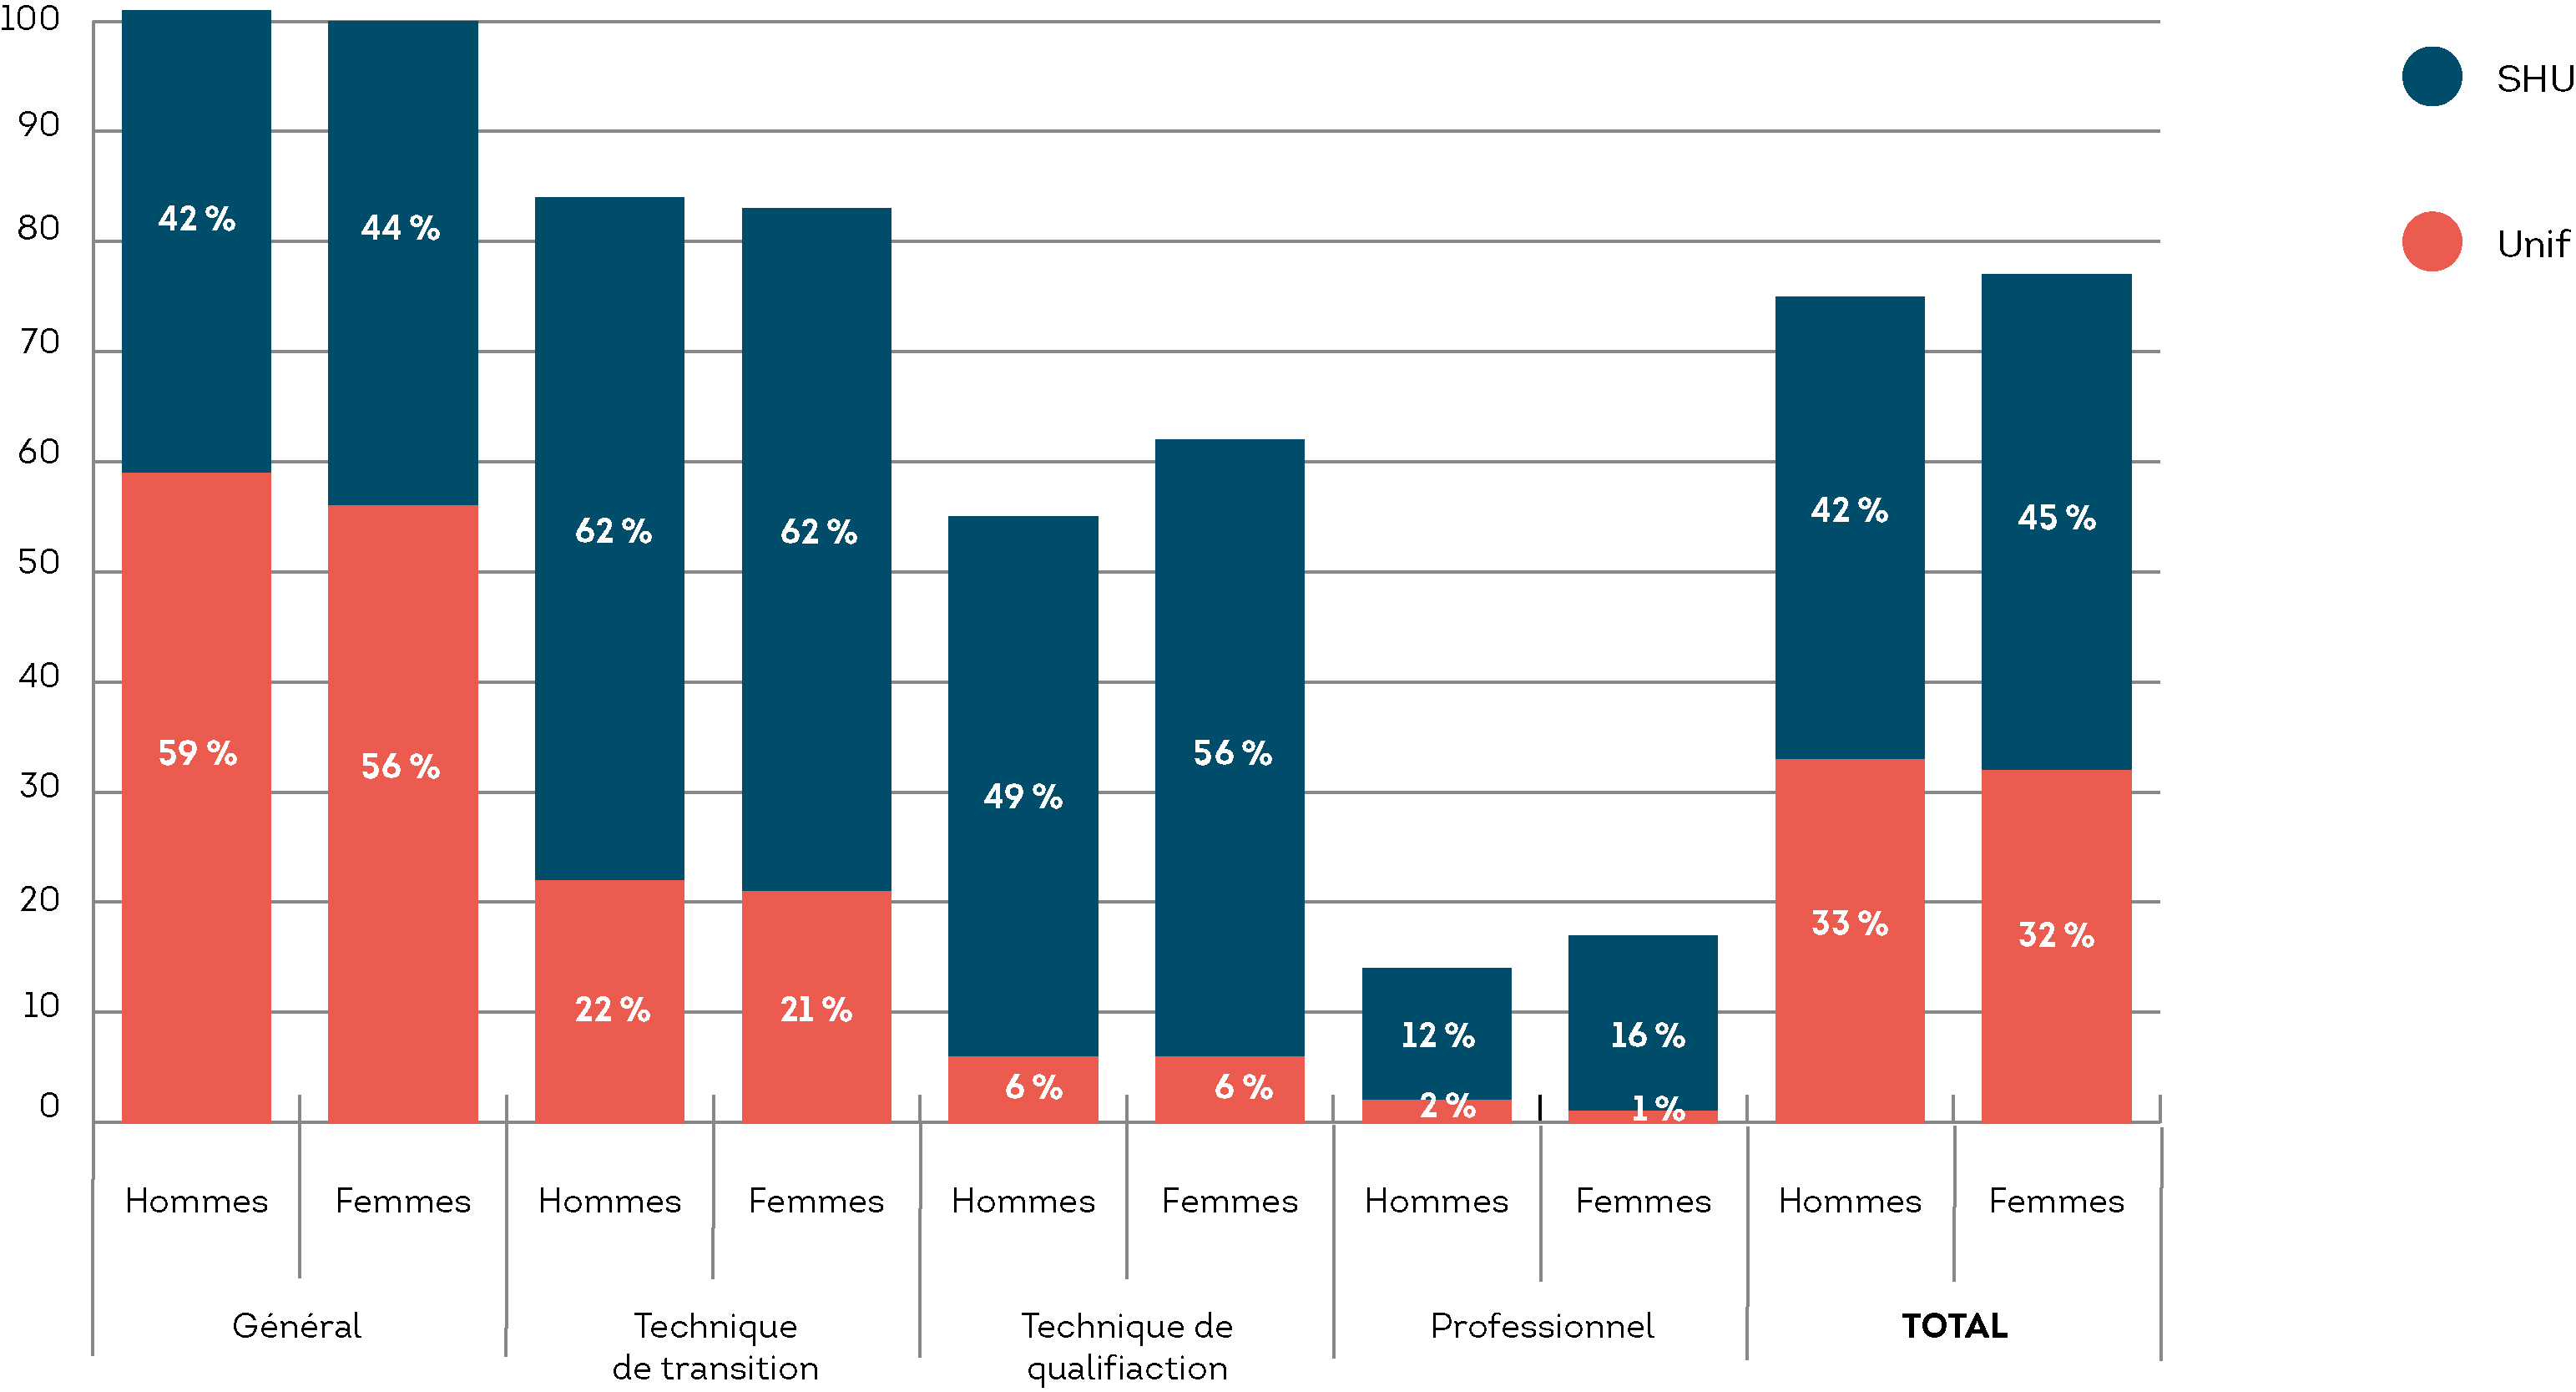 100
90
80
70
60
50
40
30
20
10
0
42 %
44 %
62 %
62 %
49 %
56 %
12 %
16 %
42 %
45 %
59 %
56 %
22 %
21 %
6 %
6 %
2 %
1 %
33 %
32 %
SHU
Unif
Hommes
Femmes
Hommes
Femmes
Hommes
Femmes
Hommes
Femmes
Hommes
Femmes
Général
Technique
de transition
Technique de
qualifiaction
Professionnel
TOTAL